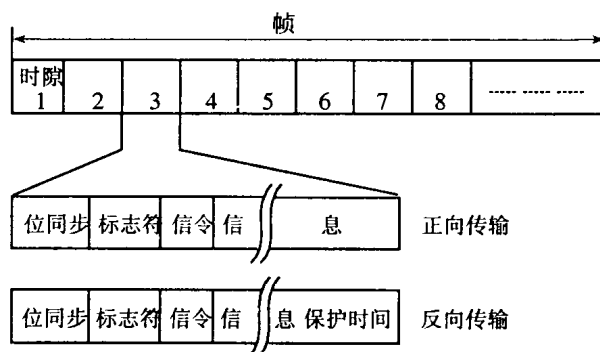 帧
时隙
1 2 3 4 5 6 7 8 ---- ---- ----
位同步 标志符 信令 信 息 正向传输
位同步 标志符 信令 信 息 保护时间 反向传输